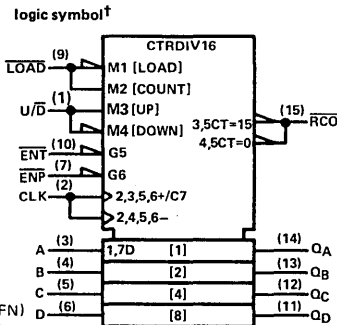 logic symbol†
CTRDIV16
LOAD (9) M1 [LOAD]
M2 [COUNT]
U/D (1) M3 [UP]
M4 [DOWN]
3,5CT=15 (15) RCO
4,5CT=0
ENT (10) G5
ENP (7) G6
CLK (2) 2,3,5,6+/C7
2,4,5,6−
A (3) 1,7D [1] (14) QA
B (4) [2] (13) QB
C (5) [4] (12) QC
FN) D (6) [8] (11) QD